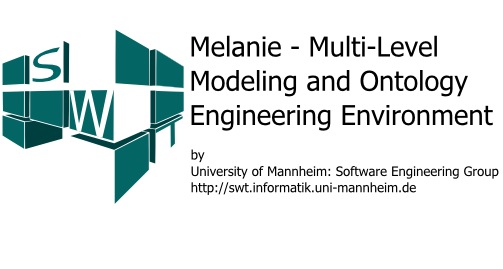 SWT
Melanie - Multi-Level
Modeling and Ontology
Engineering Environment
by
University of Mannheim: Software Engineering Group
http://swt.informatik.uni-mannheim.de